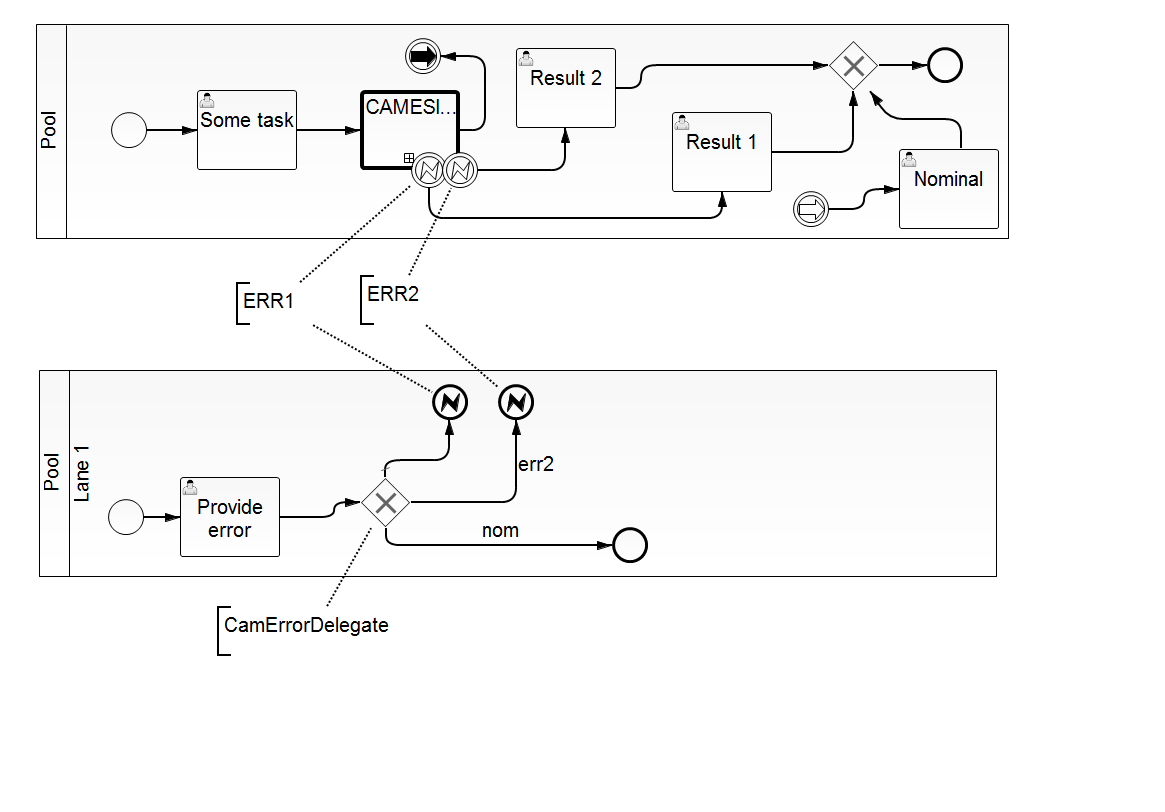 Pool
Some task
CAMESI...
Result 2
Result 1
Nominal
ERR1
ERR2
Pool
Lane 1
Provide
error
err2
nom
CamErrorDelegate